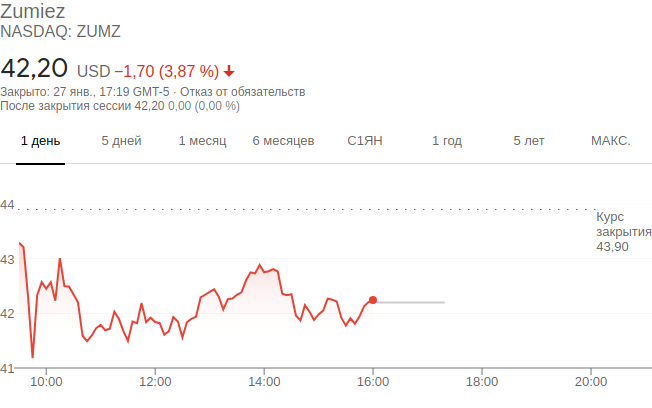 Zumiez
NASDAQ: ZUMZ
42,20 USD −1,70 (3,87 %)
Закрыто: 27 янв., 17:19 GMT-5 · Отказ от обязательств
После закрытия сессии 42,20 0,00 (0,00 %)
1 день 5 дней 1 месяц 6 месяцев С1ЯН 1 год 5 лет МАКС.
44
Курс
закрытия
43,90
43
42
41
10:00 12:00 14:00 16:00 18:00 20:00